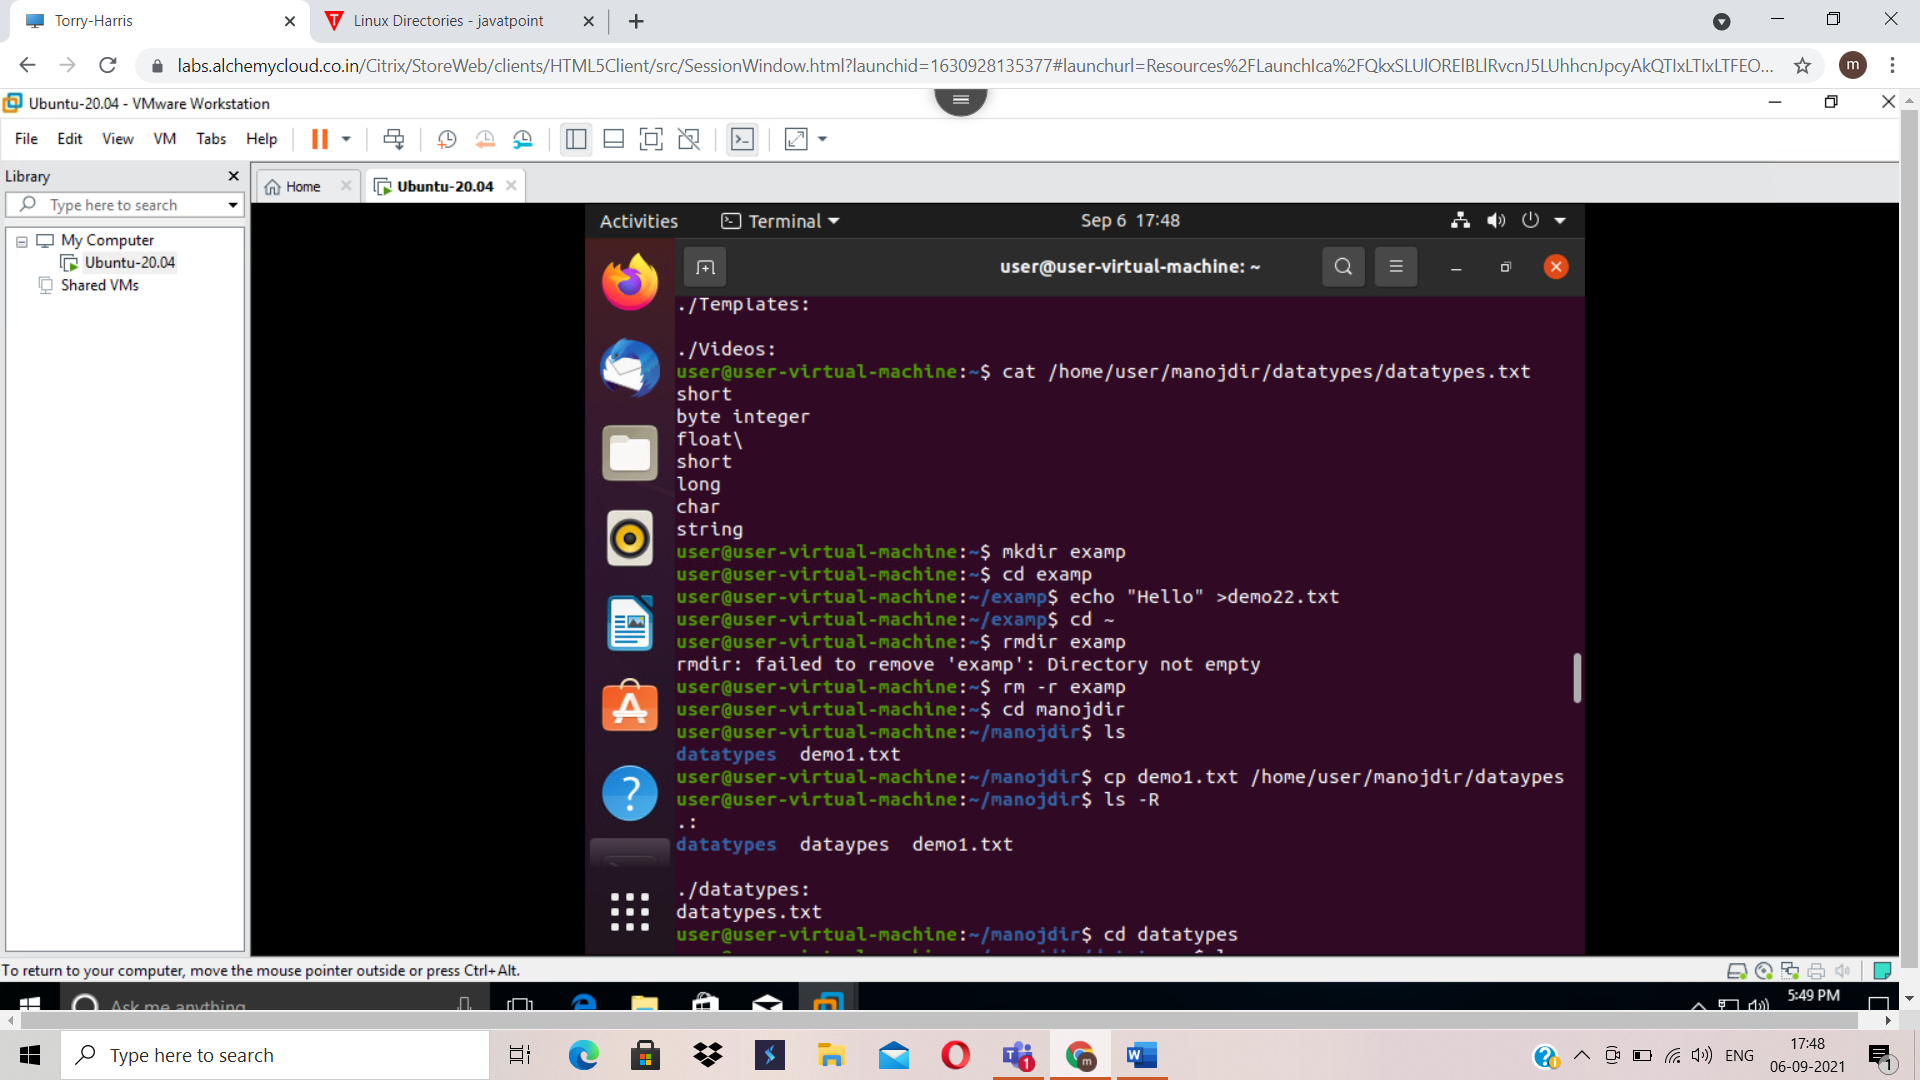 Torry-Harris
Linux Directories - javatpoint
labs.alchemycloud.co.in/Citrix/StoreWeb/clients/HTML5Client/src/SessionWindow.html?launchid=1630928135377#launchurl=Resources%2FLaunchIca%2FQkxSLUlORElBLlRvcnJ5LUhhcnJpcyAkQTIxLTIxLTFEO...
m
Ubuntu-20.04 - VMware Workstation
File Edit View VM Tabs Help
Library
Home
Ubuntu-20.04
Type here to search
My Computer
Ubuntu-20.04
Shared VMs
Activities
Terminal
Sep 6 17:48
user@user-virtual-machine: ~
./Templates:
./Videos:
user@user-virtual-machine:~$ cat /home/user/manojdir/datatypes/datatypes.txt
short
byte integer
float\
short
long
char
string
user@user-virtual-machine:~$ mkdir examp
user@user-virtual-machine:~$ cd examp
user@user-virtual-machine:~/examp$ echo "Hello" >demo22.txt
user@user-virtual-machine:~/examp$ cd ~
user@user-virtual-machine:~$ rmdir examp
rmdir: failed to remove 'examp': Directory not empty
user@user-virtual-machine:~$ rm -r examp
user@user-virtual-machine:~$ cd manojdir
user@user-virtual-machine:~/manojdir$ ls
datatypes demo1.txt
user@user-virtual-machine:~/manojdir$ cp demo1.txt /home/user/manojdir/dataypes
user@user-virtual-machine:~/manojdir$ ls -R
.:
datatypes dataypes demo1.txt
./datatypes:
datatypes.txt
user@user-virtual-machine:~/manojdir$ cd datatypes
To return to your computer, move the mouse pointer outside or press Ctrl+Alt.
Ask me anything
5:49 PM
Type here to search
1
m
W
ENG
17:48
06-09-2021
1